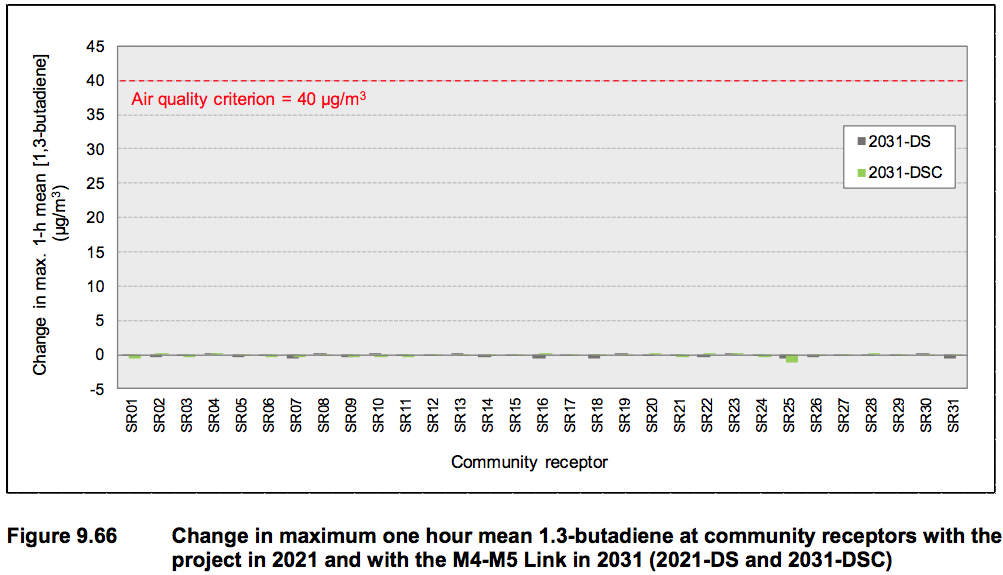 45
40
35
30
25
20
15
10
5
0
-5
Change in max. 1-h mean [1,3-butadiene]
(µg/m³)
Air quality criterion = 40 µg/m³
2031-DS
2031-DSC
SR01
SR02
SR03
SR04
SR05
SR06
SR07
SR08
SR09
SR10
SR11
SR12
SR13
SR14
SR15
SR16
SR17
SR18
SR19
SR20
SR21
SR22
SR23
SR24
SR25
SR26
SR27
SR28
SR29
SR30
SR31
Community receptor
Figure 9.66 Change in maximum one hour mean 1.3-butadiene at community receptors with the
project in 2021 and with the M4-M5 Link in 2031 (2021-DS and 2031-DSC)